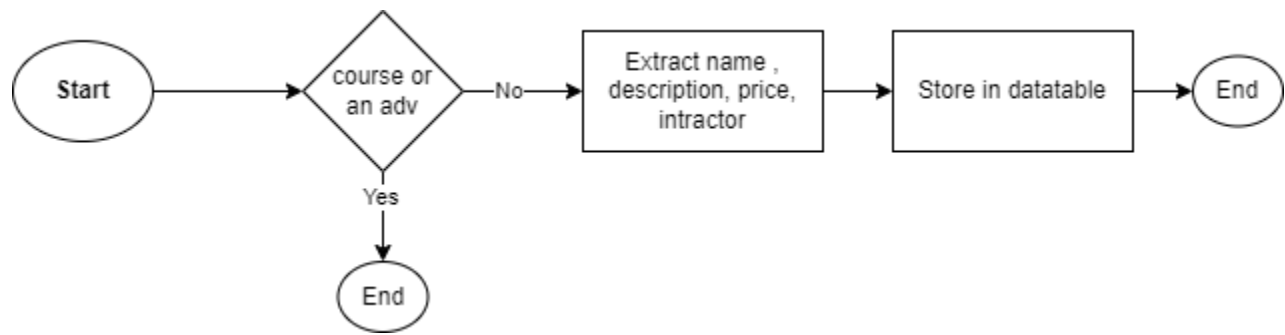 Start
course or
an adv
No
Extract name ,
description, price,
intractor
Store in datatable
End
Yes
End